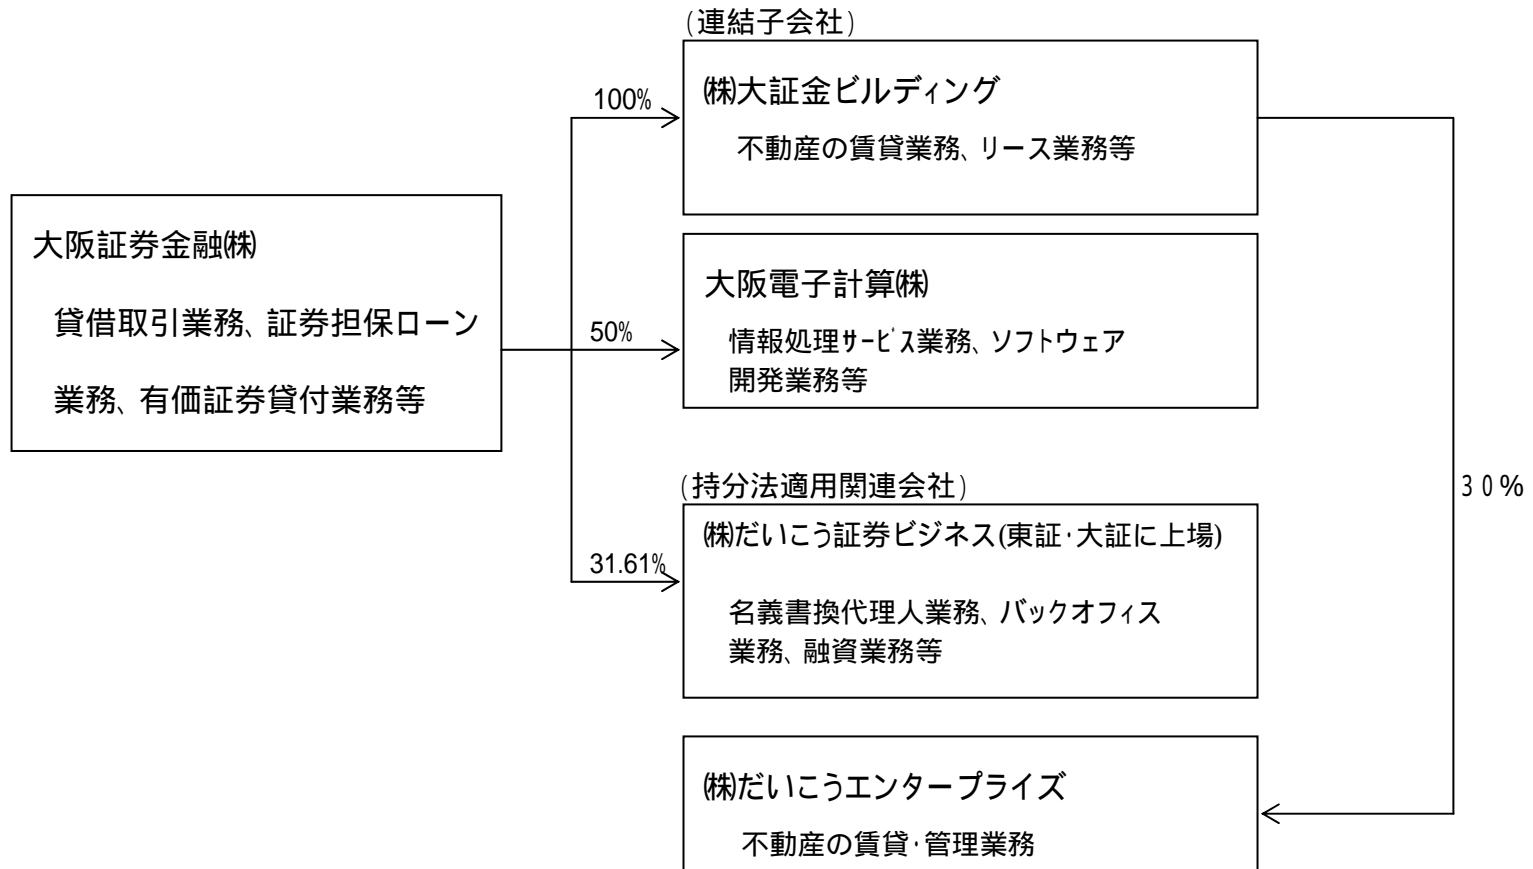 (連結子会社)
㈱大証金ビルディング
不動産の賃貸業務、リース業務等
100%
大阪証券金融㈱
貸借取引業務、証券担保ローン
業務、有価証券貸付業務等
大阪電子計算㈱
情報処理ｻｰﾋﾞｽ業務、ソフトウェア
開発業務等
50%
(持分法適用関連会社)
㈱だいこう証券ビジネス(東証・大証に上場)
名義書換代理人業務、バックオフィス
業務、融資業務等
31.61%
30%
㈱だいこうエンタープライズ
不動産の賃貸・管理業務